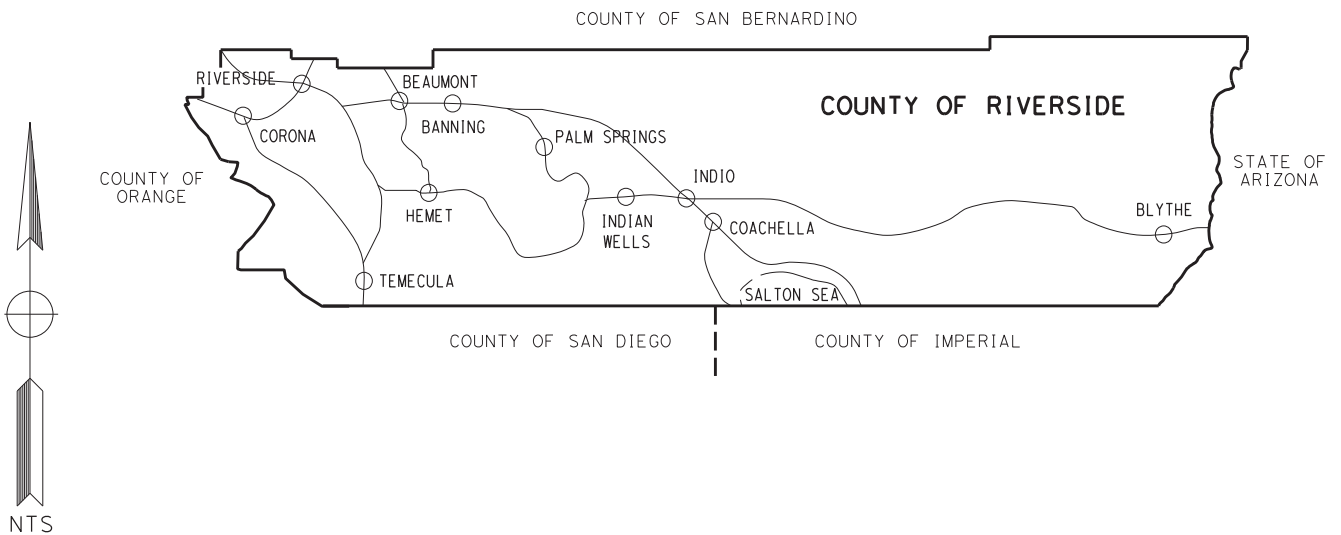 COUNTY OF SAN BERNARDINO
RIVERSIDE
BEAUMONT
COUNTY OF RIVERSIDE
BANNING
CORONA
PALM SPRINGS
COUNTY OF
ORANGE
STATE OF
ARIZONA
INDIO
HEMET
INDIAN
WELLS
COACHELLA
BLYTHE
TEMECULA
SALTON SEA
COUNTY OF SAN DIEGO
COUNTY OF IMPERIAL
NTS